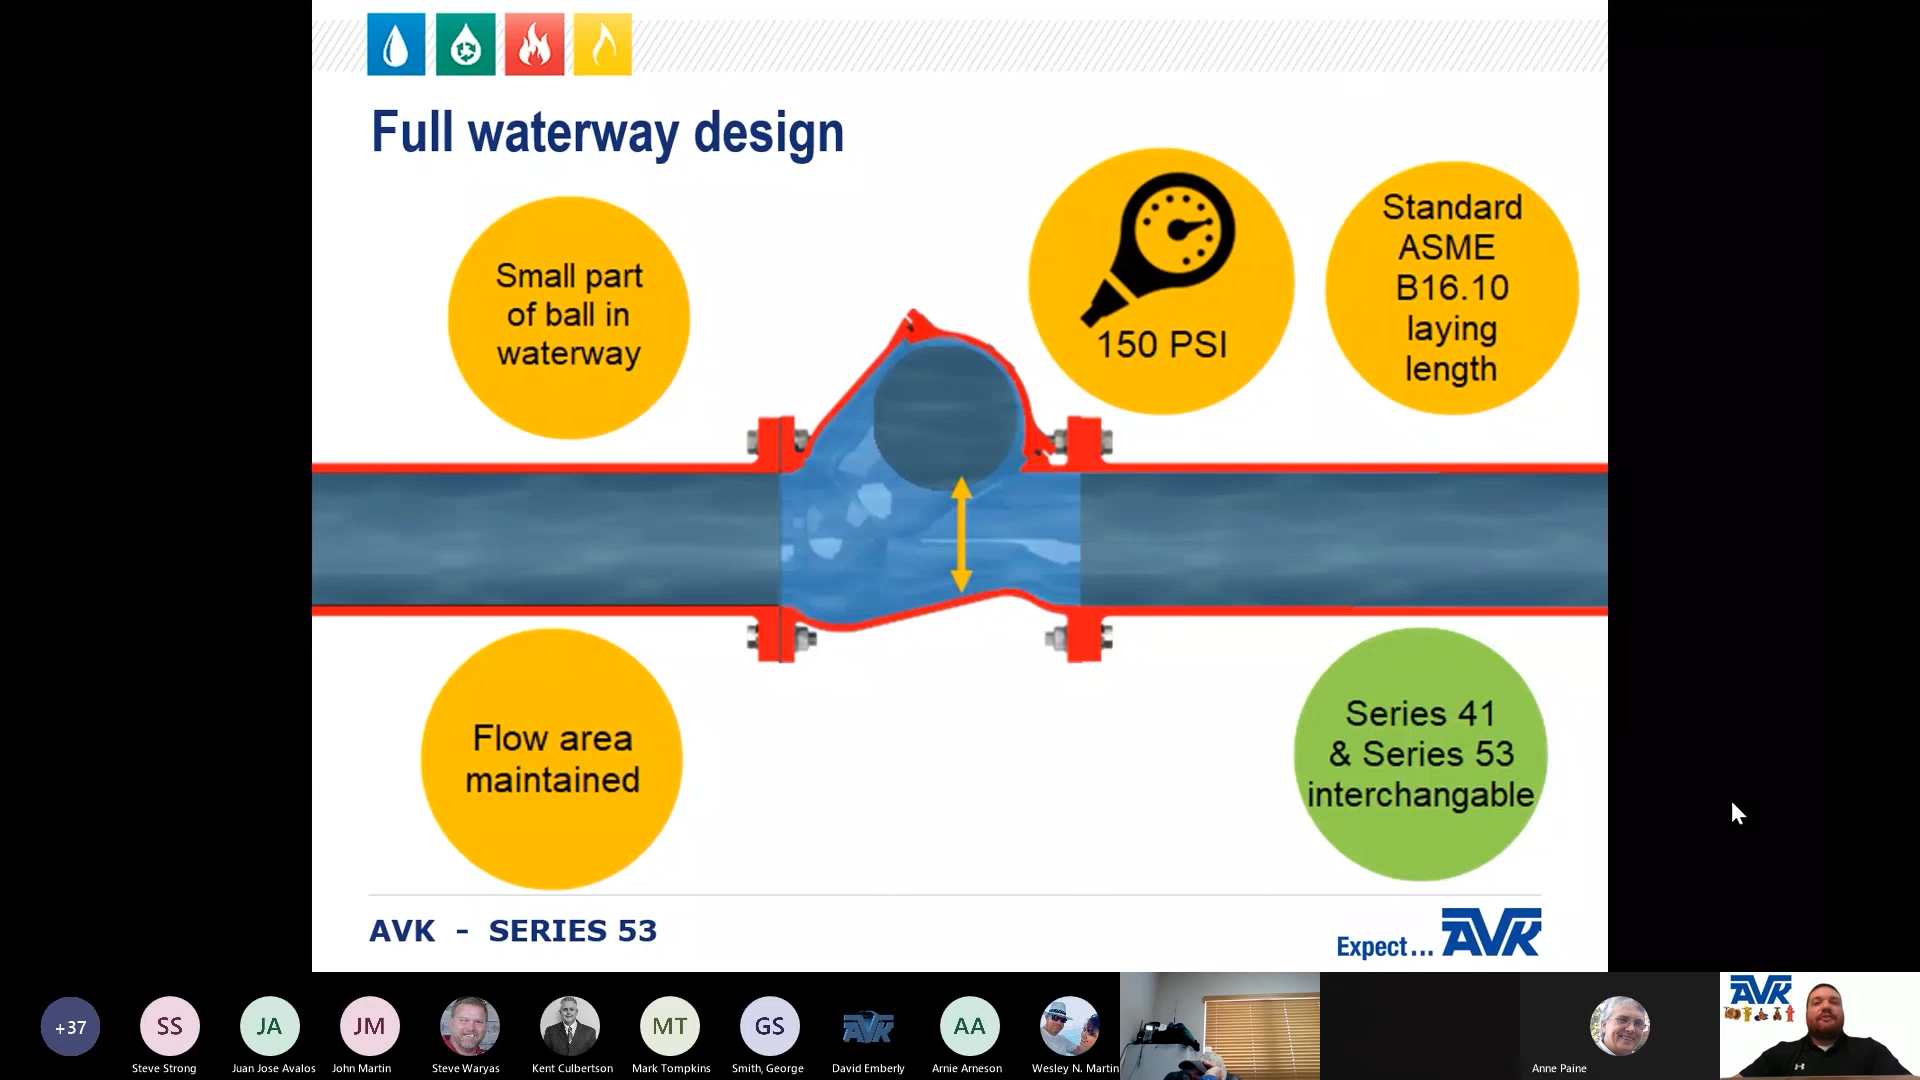 Full waterway design
Small part
of ball in
waterway
150 PSI
Standard
ASME
B16.10
laying
length
Flow area
maintained
Series 41
& Series 53
interchangable
AVK - SERIES 53
Expect... AVK
+37
SS
JA
JM
MT
GS
AVK
AA
AVK
Steve Strong
Juan Jose Avalos
John Martin
Steve Waryas
Kent Culbertson
Mark Tompkins
Smith, George
David Emberly
Arnie Arneson
Wesley N. Martin
Anne Paine